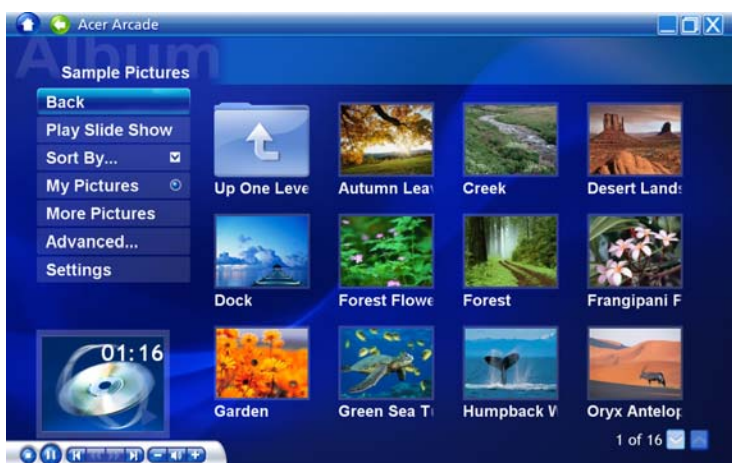 Acer Arcade
Album
Sample Pictures
Back
Play Slide Show
Sort By...
My Pictures
More Pictures
Advanced...
Settings
Up One Leve
Autumn Lea
Creek
Desert Lands
Dock
Forest Flowe
Forest
Frangipani F
Garden
Green Sea T
Humpback W
Oryx Antelop
01:16
1 of 16